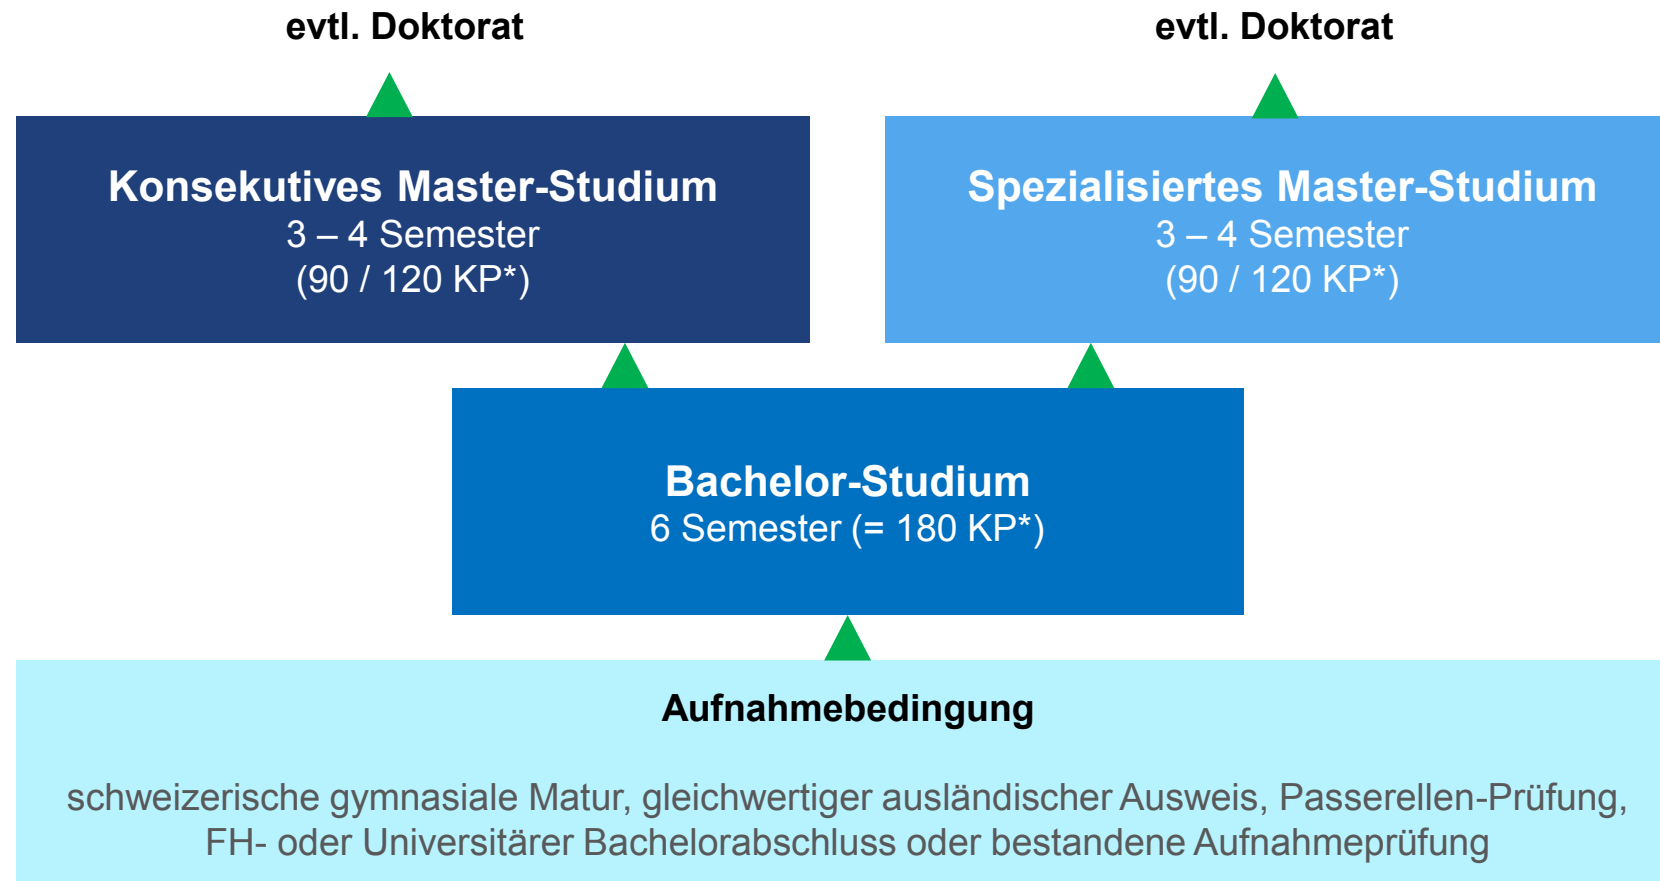 evtl. Doktorat
evtl. Doktorat
Konsekutives Master-Studium
3 – 4 Semester
(90 / 120 KP*)
Spezialisiertes Master-Studium
3 – 4 Semester
(90 / 120 KP*)
Bachelor-Studium
6 Semester (= 180 KP*)
Aufnahmebedingung
schweizerische gymnasiale Matur, gleichwertiger ausländischer Ausweis, Passerellen-Prüfung,
FH- oder Universitärer Bachelorabschluss oder bestandene Aufnahmeprüfung